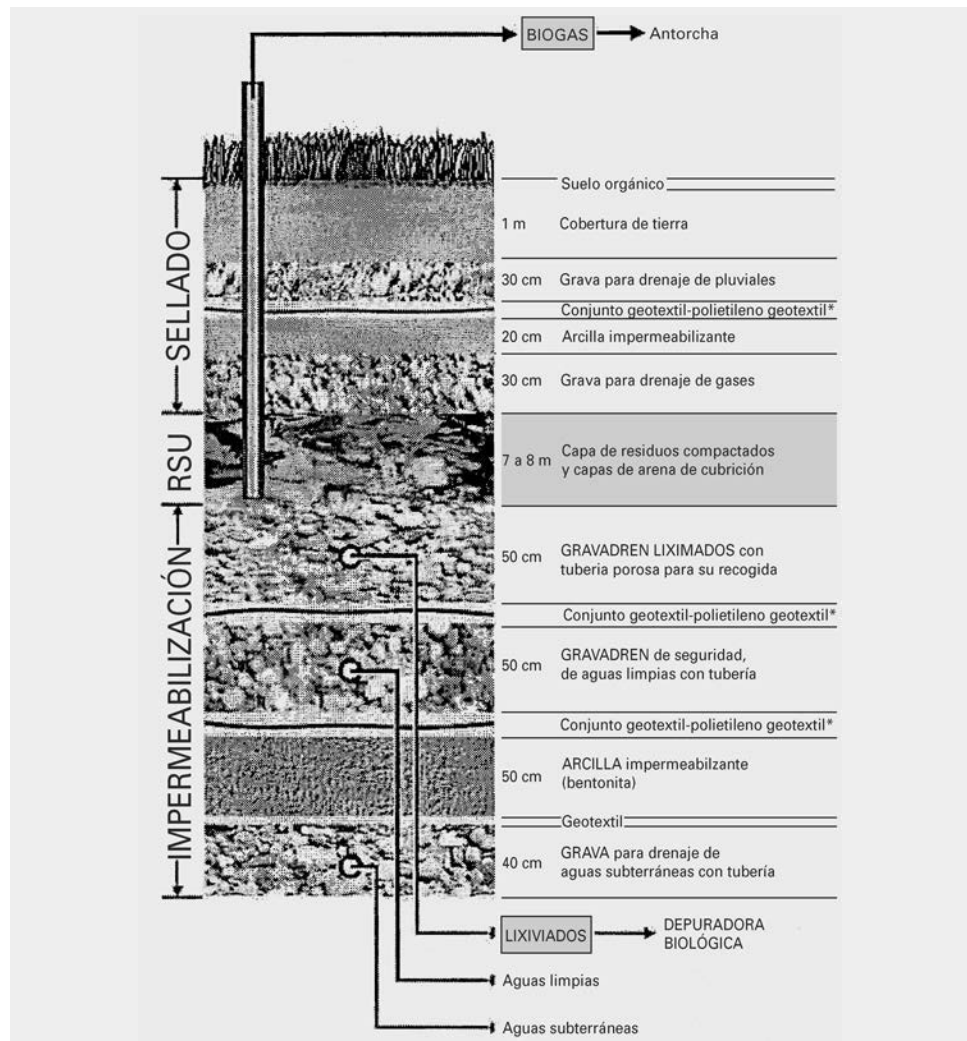 BIOGAS
Antorcha
SELLADO
Suelo orgánico
1 m Cobertura de tierra
30 cm Grava para drenaje de pluviales
Conjunto geotextil-polietileno geotextil*
20 cm Arcilla impermeabilizante
30 cm Grava para drenaje de gases
RSU
7 a 8 m Capa de residuos compactados
y capas de arena de cubrición
IMPERMEABILIZACIÓN
50 cm GRAVADREN LIXIMADOS con
tuberia porosa para su recogida
Conjunto geotextil-polietileno geotextil*
50 cm GRAVADREN de seguridad,
de aguas limpias con tubería
Conjunto geotextil-polietileno geotextil*
50 cm ARCILLA impermeabilzante
(bentonita)
Geotextil
40 cm GRAVA para drenaje de
aguas subterráneas con tubería
LIXIVIADOS
DEPURADORA
BIOLÓGICA
Aguas limpias
Aguas subterráneas